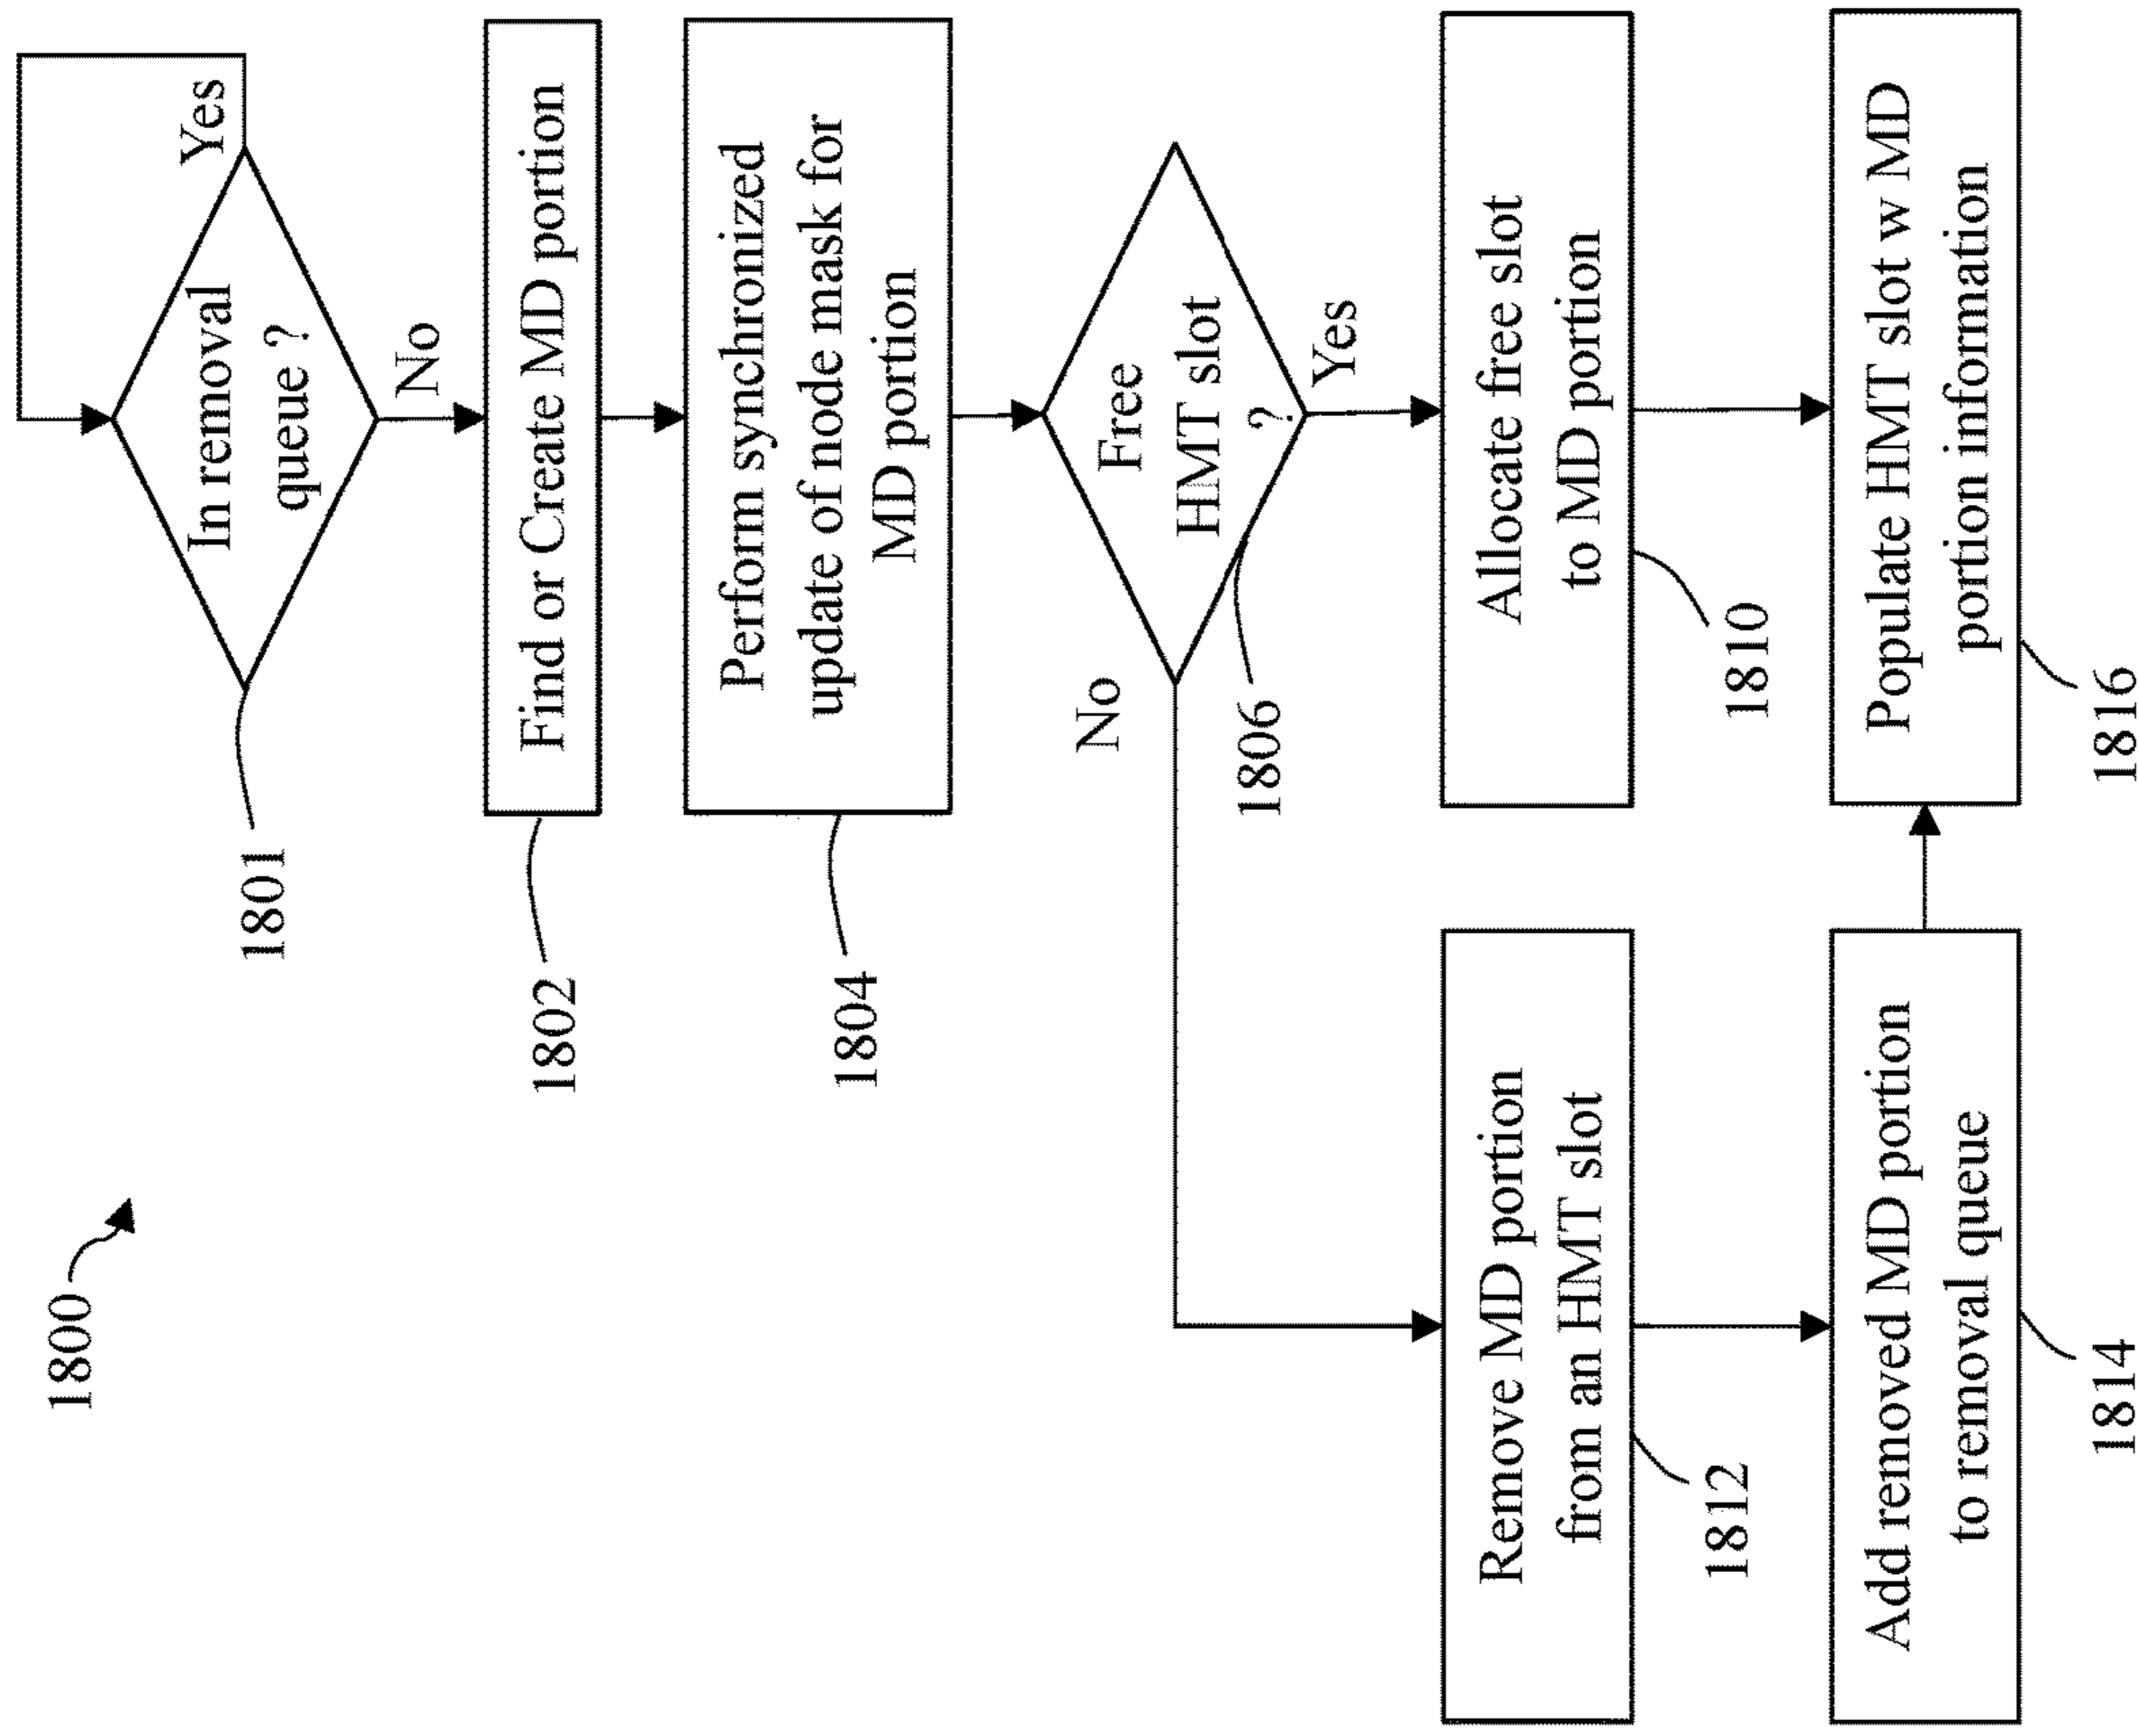 1800
In removal
queue ?
Yes
No
1801
Find or Create MD portion
1802
Perform synchronized
update of node mask for
MD portion
1804
Free
HMT slot
?
No
Yes
1806
Remove MD portion
from an HMT slot
1812
Allocate free slot
to MD portion
1810
Add removed MD portion
to removal queue
1814
Populate HMT slot w MD
portion information
1816